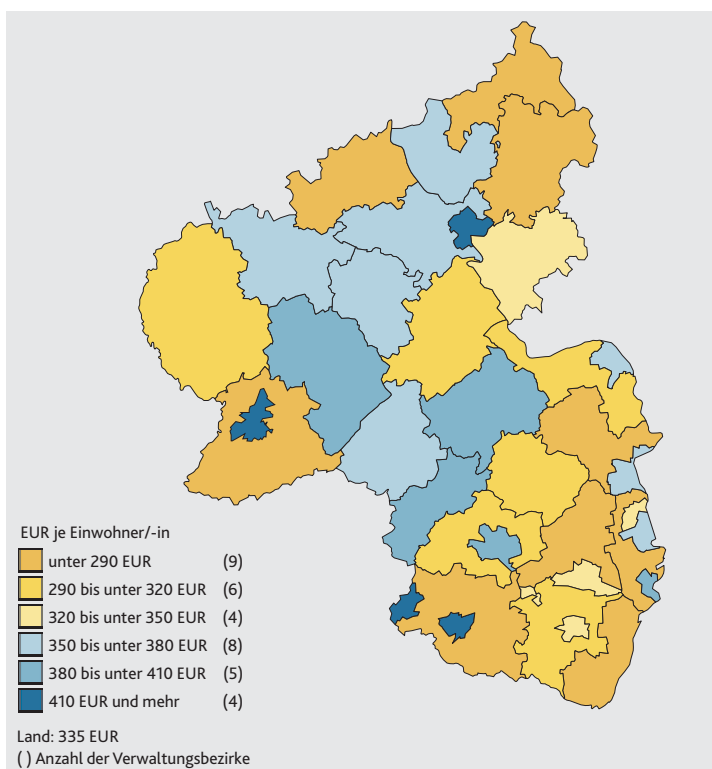 EUR je Einwohner/-in
unter 290 EUR (9)
290 bis unter 320 EUR (6)
320 bis unter 350 EUR (4)
350 bis unter 380 EUR (8)
380 bis unter 410 EUR (5)
410 EUR und mehr (4)
Land: 335 EUR
( ) Anzahl der Verwaltungsbezirke